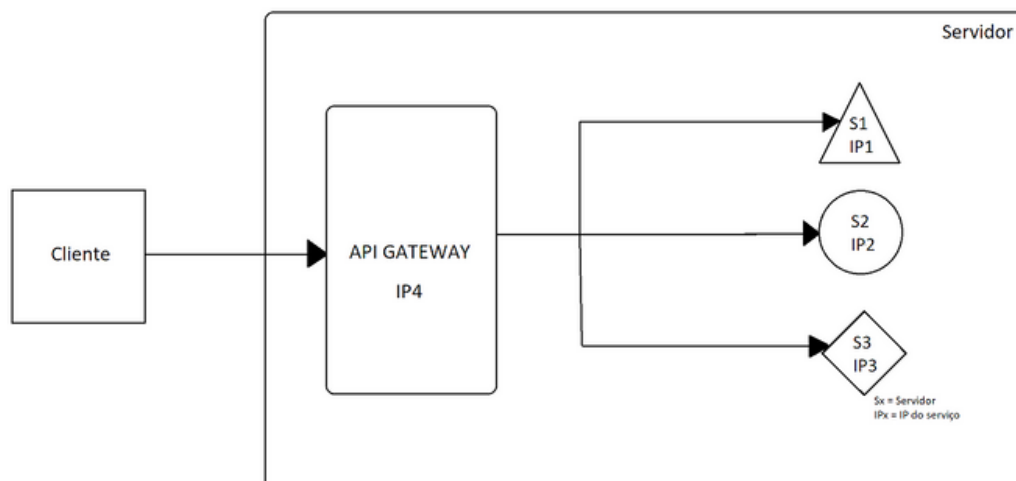 Servidor
S1
IP1
Cliente
API GATEWAY
IP4
S2
IP2
S3
IP3
Sx = Servidor
IPx = IP do serviço